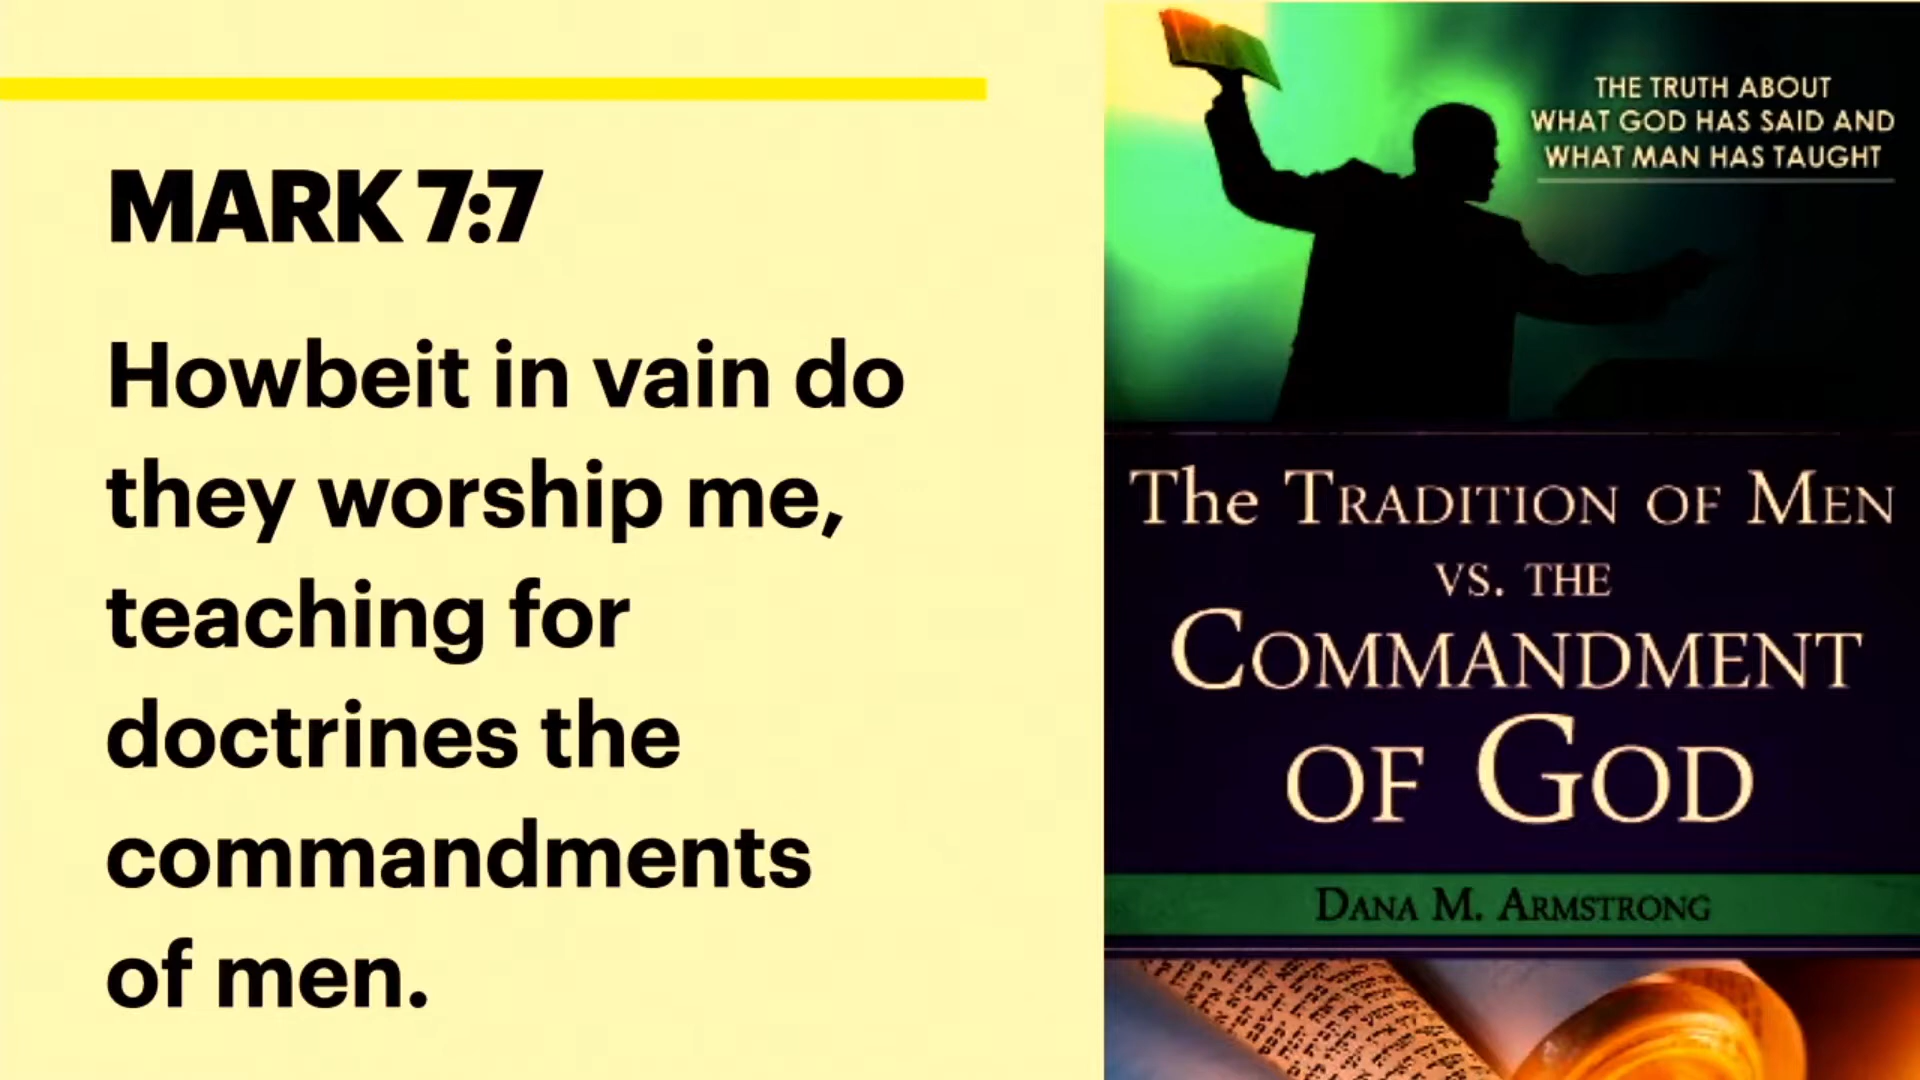 MARK 7:7
Howbeit in vain do
they worship me,
teaching for
doctrines the
commandments
of men.
THE TRUTH ABOUT
WHAT GOD HAS SAID AND
WHAT MAN HAS TAUGHT
The Tradition of Men
vs. the
Commandment
of God
Dana M. Armstrong